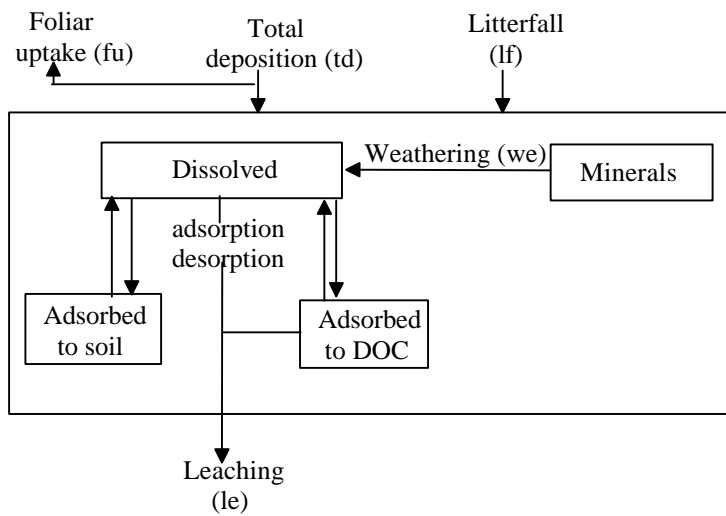 Foliar
uptake (fu)
Total
deposition (td)
Litterfall
(lf)
Dissolved
Weathering (we)
Minerals
adsorption
desorption
Adsorbed
to soil
Adsorbed
to DOC
Leaching
(le)